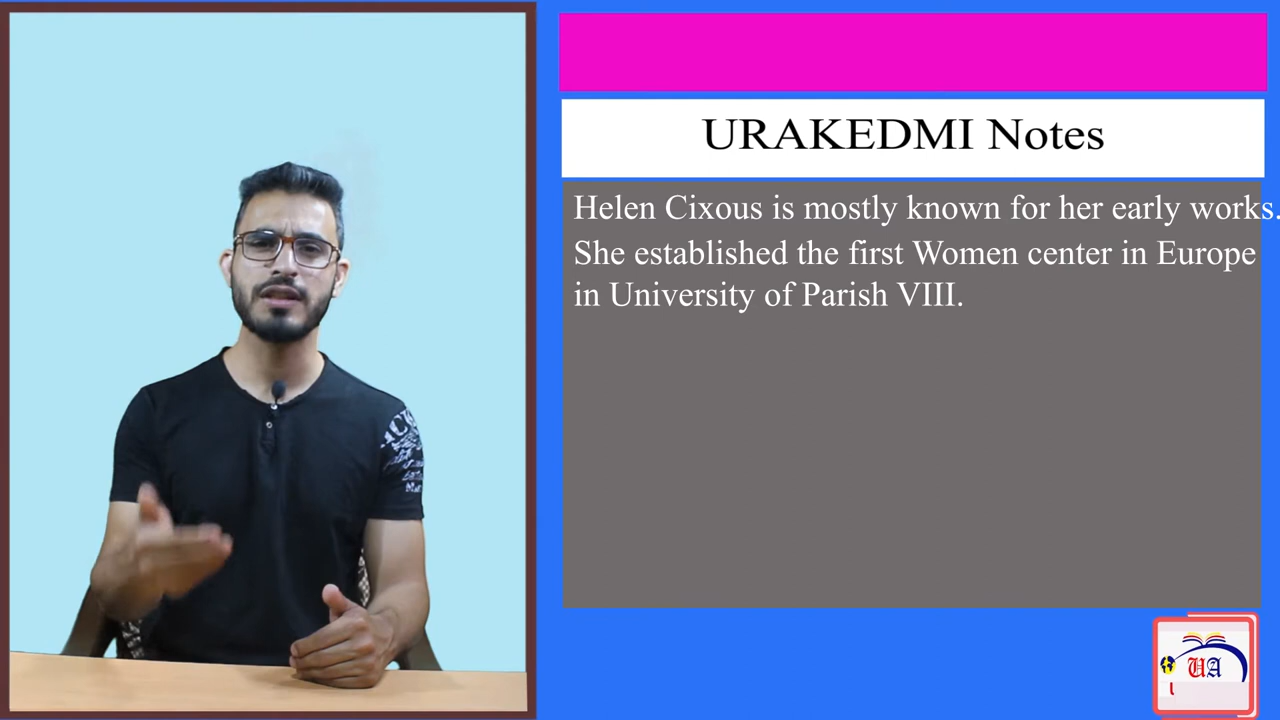 URAKEDMI Notes
Helen Cixous is mostly known for her early works.
She established the first Women center in Europe
in University of Parish VIII.
UA